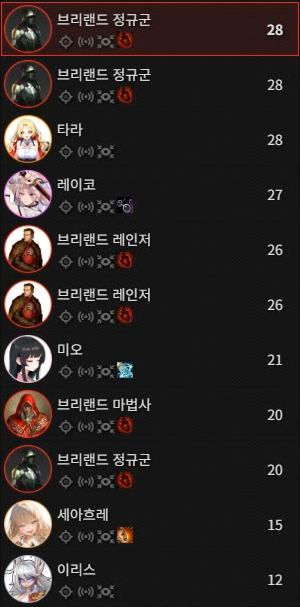 브리랜드 정규군 28
브리랜드 정규군 28
타라 28
레이코 27
브리랜드 레인저 26
브리랜드 레인저 26
미오 21
브리랜드 마법사 20
브리랜드 정규군 20
세아흐레 15
이리스 12